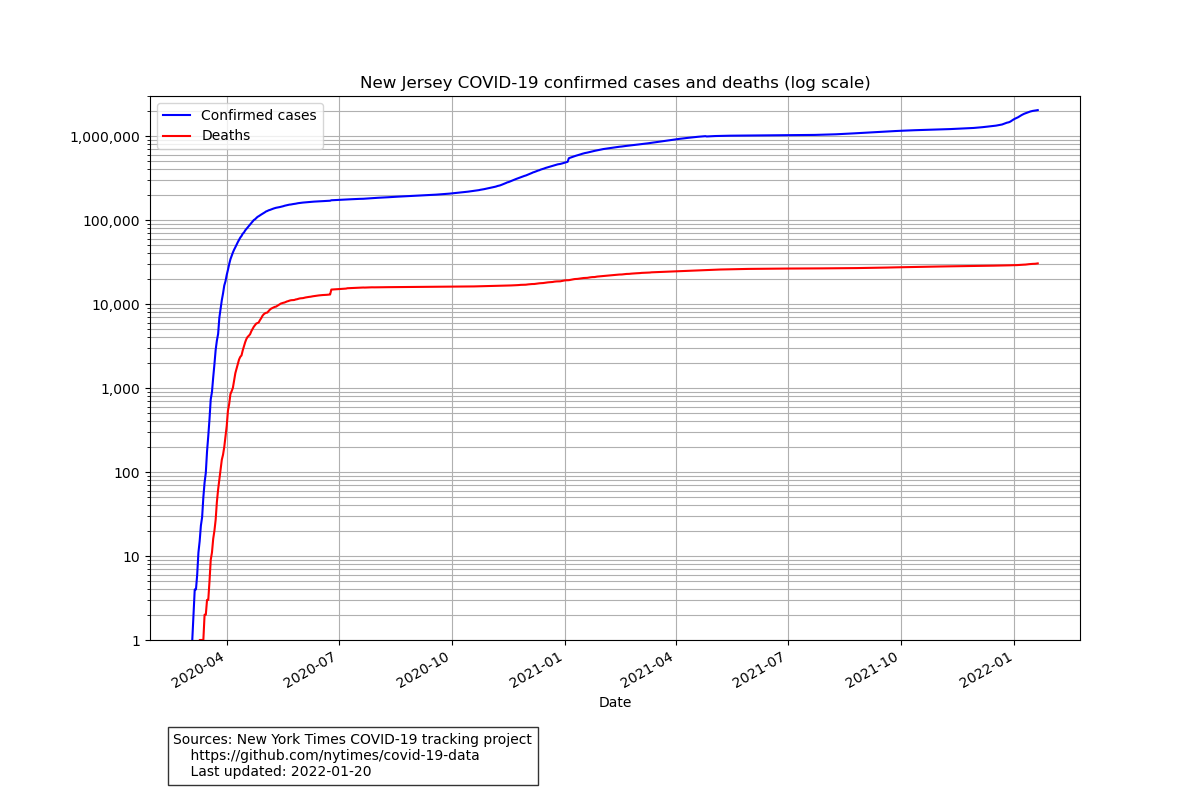 New Jersey COVID-19 confirmed cases and deaths (log scale)
Confirmed cases
Deaths
1,000,000
100,000
10,000
1,000
100
10
1
2020-04
2020-07
2020-10
2021-01
2021-04
2021-07
2021-10
2022-01
Date
Sources: New York Times COVID-19 tracking project
https://github.com/nytimes/covid-19-data
Last updated: 2022-01-20